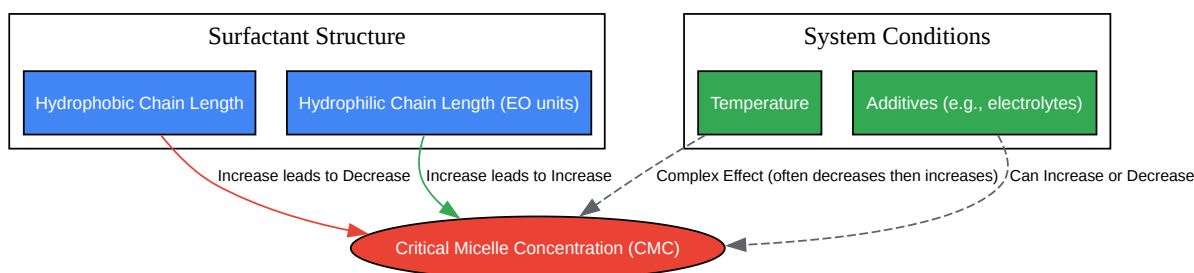 Surfactant Structure
System Conditions
Hydrophobic Chain Length
Hydrophilic Chain Length (EO units)
Temperature
Additives (e.g., electrolytes)
Increase leads to Decrease
Increase leads to Increase
Complex Effect (often decreases then increases)
Can Increase or Decrease
Critical Micelle Concentration (CMC)